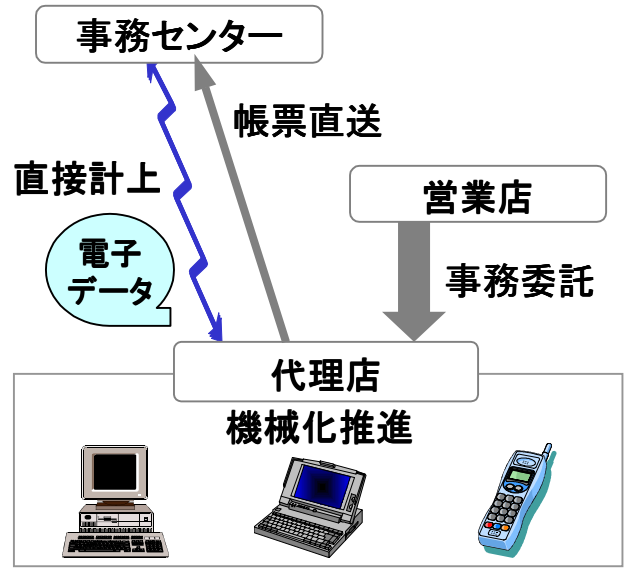 事務センター
帳票直送
直接計上
営業店
電子
データ
事務委託
代理店
機械化推進